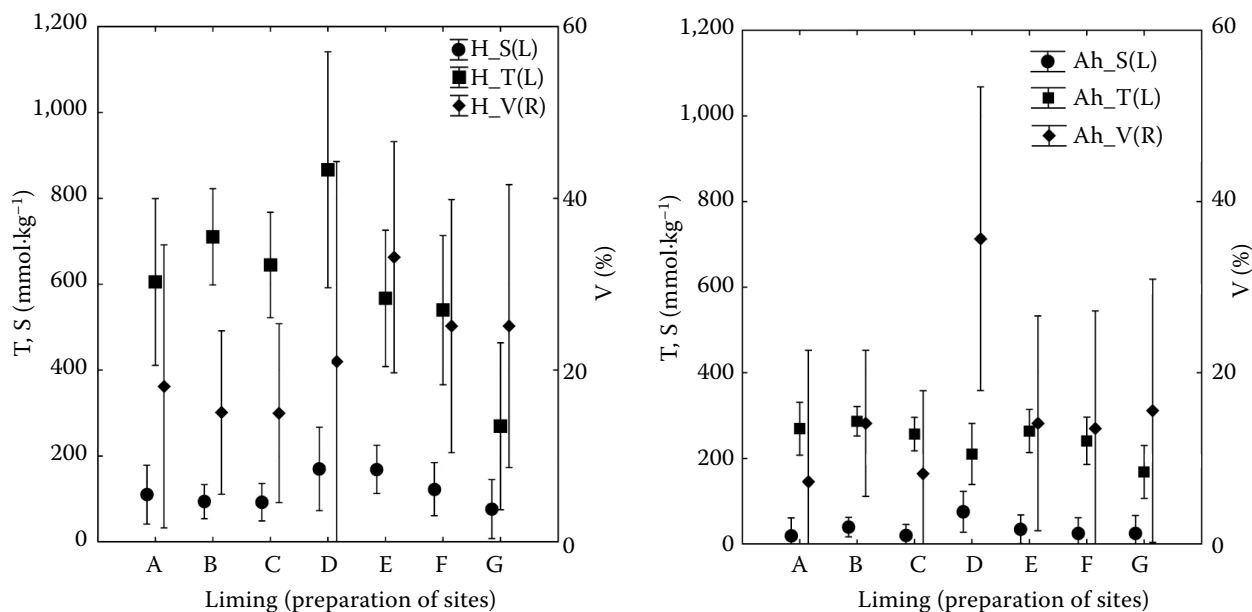 1,200
1,000
800
600
400
200
0
T, S (mmol·kg⁻¹)
H_S(L)
H_T(L)
H_V(R)
60
40
20
0
V (%)
A B C D E F G
Liming (preparation of sites)
1,200
1,000
800
600
400
200
0
T, S (mmol·kg⁻¹)
Ah_S(L)
Ah_T(L)
Ah_V(R)
60
40
20
0
V (%)
A B C D E F G
Liming (preparation of sites)